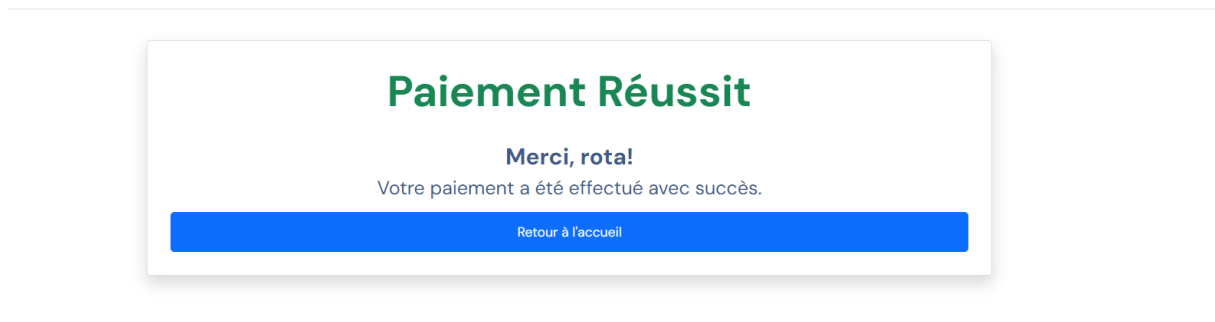 Paiement Réussit
Merci, rota!
Votre paiement a été effectué avec succès.
Retour à l'accueil